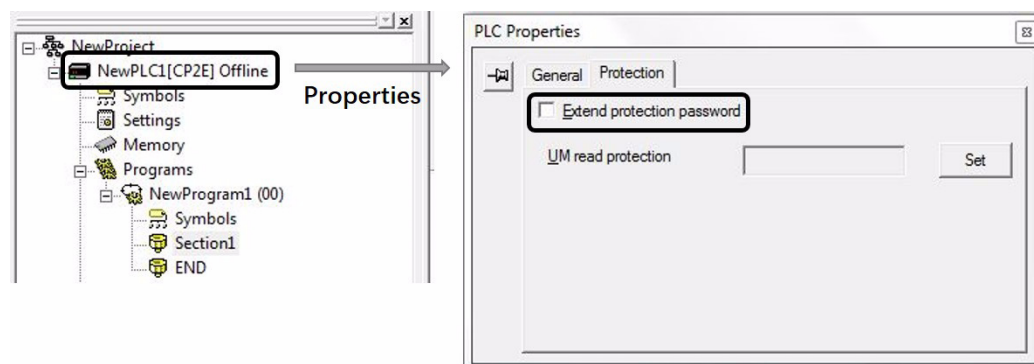 NewProject
NewPLC1[CP2E] Offline
Symbols
Settings
Memory
Programs
NewProgram1 (00)
Symbols
Section1
END
Properties
PLC Properties
General Protection
Extend protection password
UM read protection
Set